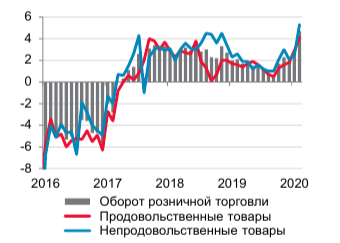 6
4
2
0
-2
-4
-6
-8
2016 2017 2018 2019 2020
Оборот розничной торговли
Продовольственные товары
Непродовольственные товары